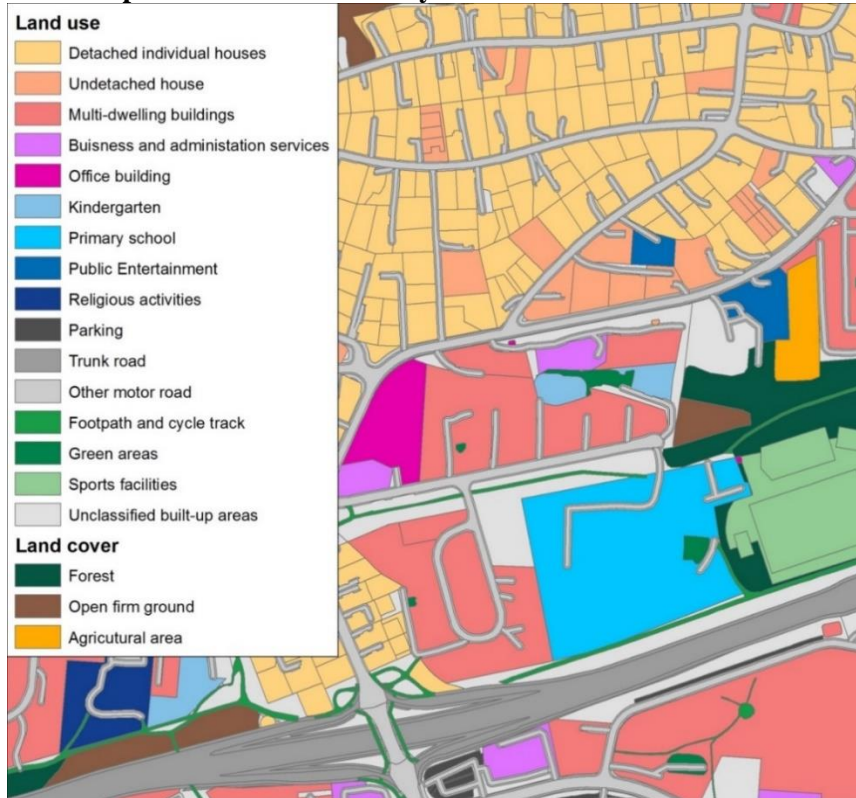 Land use
Detached individual houses
Undetached house
Multi-dwelling buildings
Buisness and administation services
Office building
Kindergarten
Primary school
Public Entertainment
Religious activities
Parking
Trunk road
Other motor road
Footpath and cycle track
Green areas
Sports facilities
Unclassified built-up areas
Land cover
Forest
Open firm ground
Agricutural area